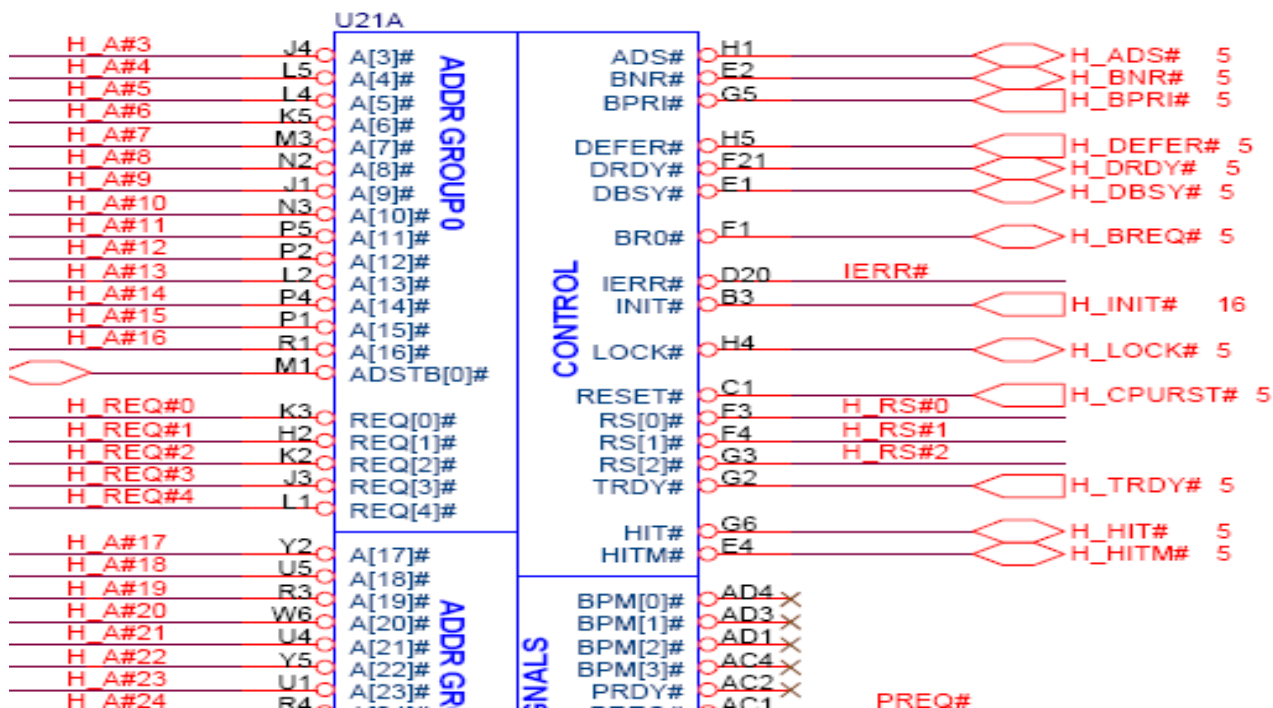 U21A
H_A#3 J4 A[3]# ADS# H1 H_ADS# 5
H_A#4 L5 A[4]# BNR# E2 H_BNR# 5
H_A#5 L4 A[5]# BPRI# G5 H_BPRI# 5
H_A#6 K5 A[6]#
H_A#7 M3 A[7]# DEFER# H5 H_DEFER# 5
H_A#8 N2 A[8]# DRDY# F21 H_DRDY# 5
H_A#9 J1 A[9]# DBSY# E1 H_DBSY# 5
H_A#10 N3 A[10]#
H_A#11 P5 A[11]# BR0# F1 H_BREQ# 5
H_A#12 P2 A[12]#
H_A#13 L2 A[13]# IERR# D20 IERR#
H_A#14 P4 A[14]# INIT# B3 H_INIT# 16
H_A#15 P1 A[15]#
H_A#16 R1 A[16]# LOCK# H4 H_LOCK# 5
M1 ADSTB[0]#
RESET# C1 H_CPURST# 5
H_REQ#0 K3 REQ[0]# RS[0]# F3 H_RS#0
H_REQ#1 H2 REQ[1]# RS[1]# F4 H_RS#1
H_REQ#2 K2 REQ[2]# RS[2]# G3 H_RS#2
H_REQ#3 J3 REQ[3]# TRDY# G2 H_TRDY# 5
H_REQ#4 L1 REQ[4]#
HIT# G6 H_HIT# 5
H_A#17 Y2 A[17]# HITM# E4 H_HITM# 5
H_A#18 U5 A[18]#
H_A#19 R3 A[19]# BPM[0]# AD4
H_A#20 W6 A[20]# BPM[1]# AD3
H_A#21 U4 A[21]# BPM[2]# AD1
H_A#22 Y5 A[22]# BPM[3]# AC4
H_A#23 U1 A[23]# PRDY# AC2
H_A#24 R4 AC1 PREQ#
ADDR GROUP 0
CONTROL
ADDR GR
GNALS